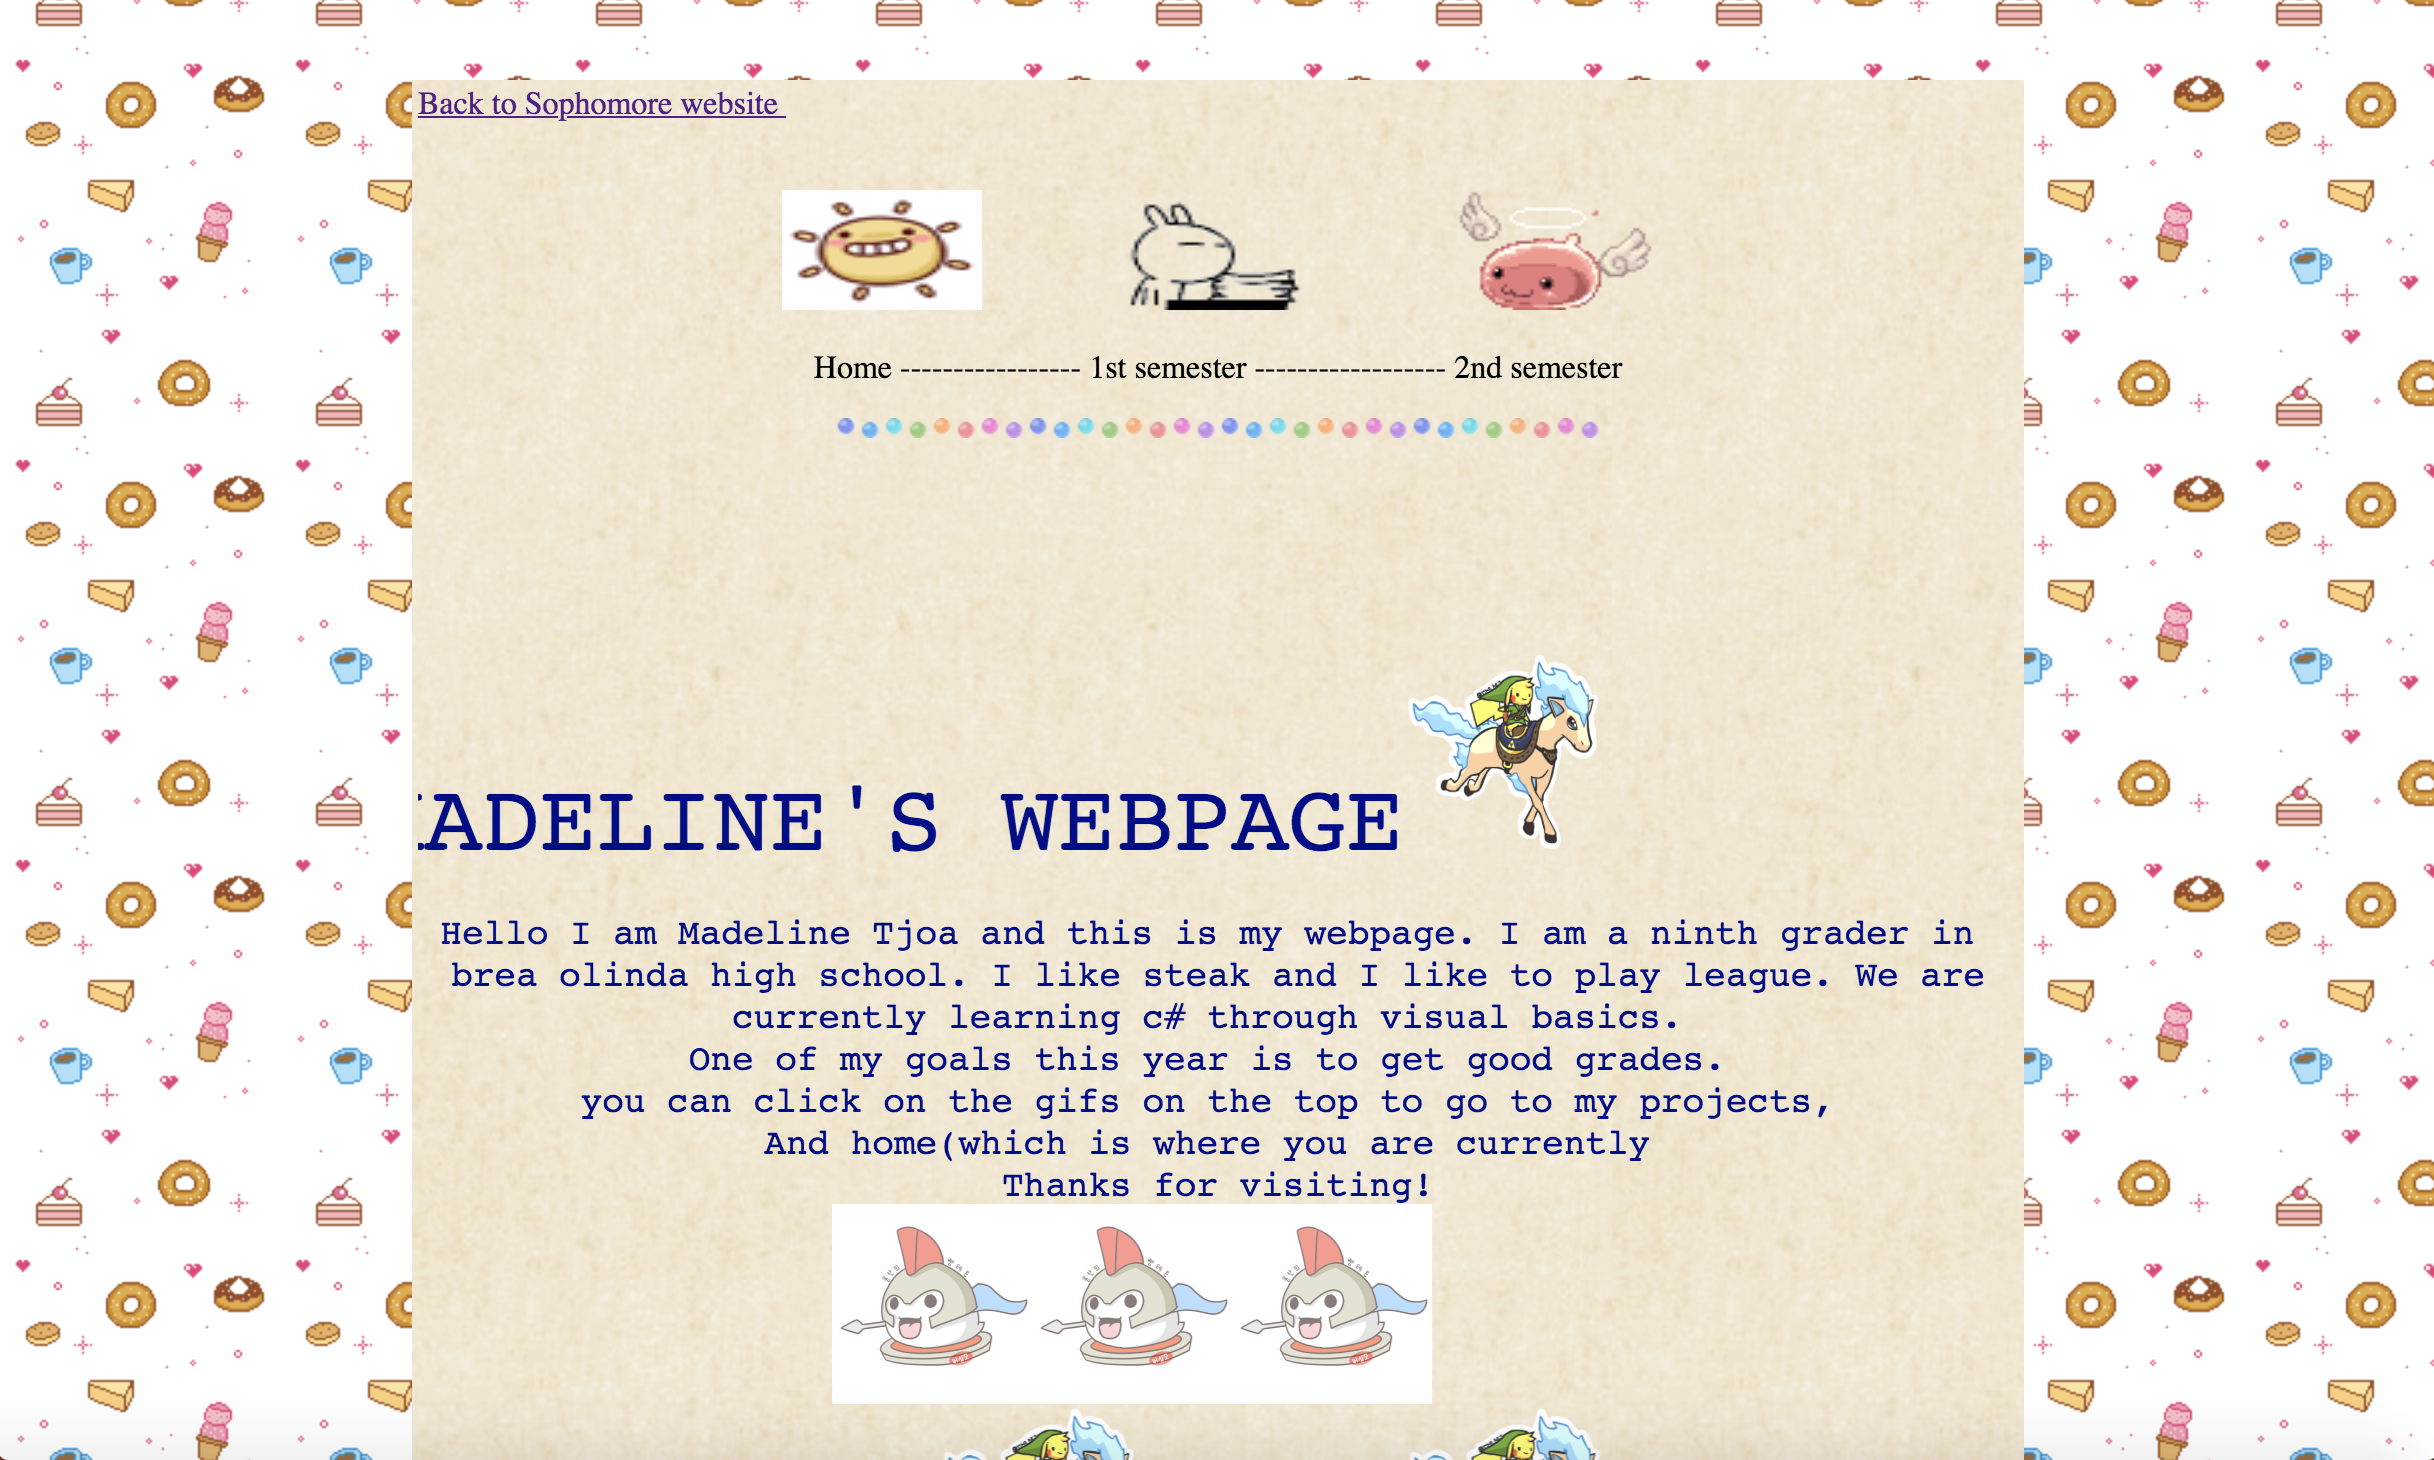 Back to Sophomore website
Home ----------------- 1st semester ------------------ 2nd semester
ADELINE'S WEBPAGE
Hello I am Madeline Tjoa and this is my webpage. I am a ninth grader in
brea olinda high school. I like steak and I like to play league. We are
currently learning c# through visual basics.
One of my goals this year is to get good grades.
you can click on the gifs on the top to go to my projects,
And home(which is where you are currently
Thanks for visiting!